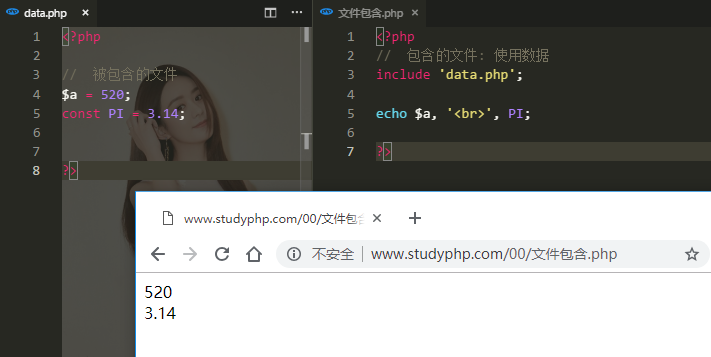 data.php
1 <?php
2
3 // 被包含的文件
4 $a = 520;
5 const PI = 3.14;
6
7
8 ?>
文件包含.php
1 <?php
2 // 包含的文件: 使用数据
3 include 'data.php';
4
5 echo $a, '<br>', PI;
6
7 ?>
www.studyphp.com/00/文件包含
不安全 | www.studyphp.com/00/文件包含.php
520
3.14